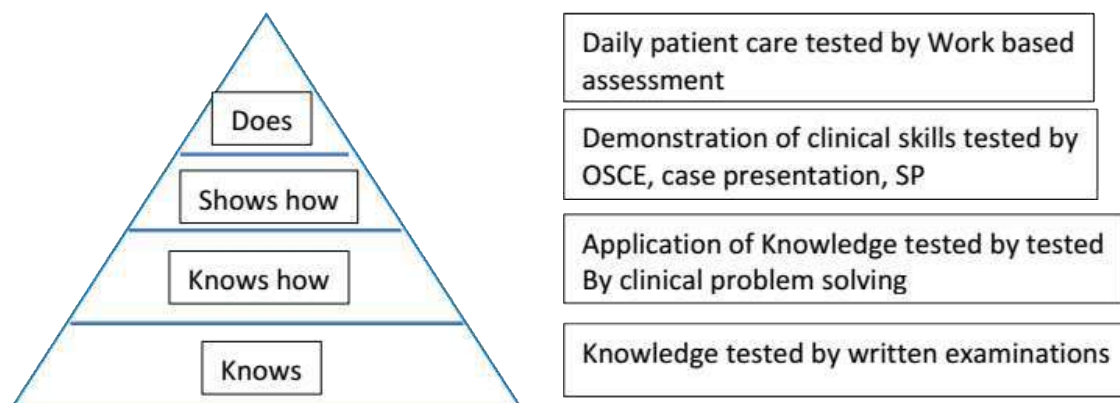 Does
Daily patient care tested by Work based
assessment
Shows how
Demonstration of clinical skills tested by
OSCE, case presentation, SP
Knows how
Application of Knowledge tested by tested
By clinical problem solving
Knows
Knowledge tested by written examinations